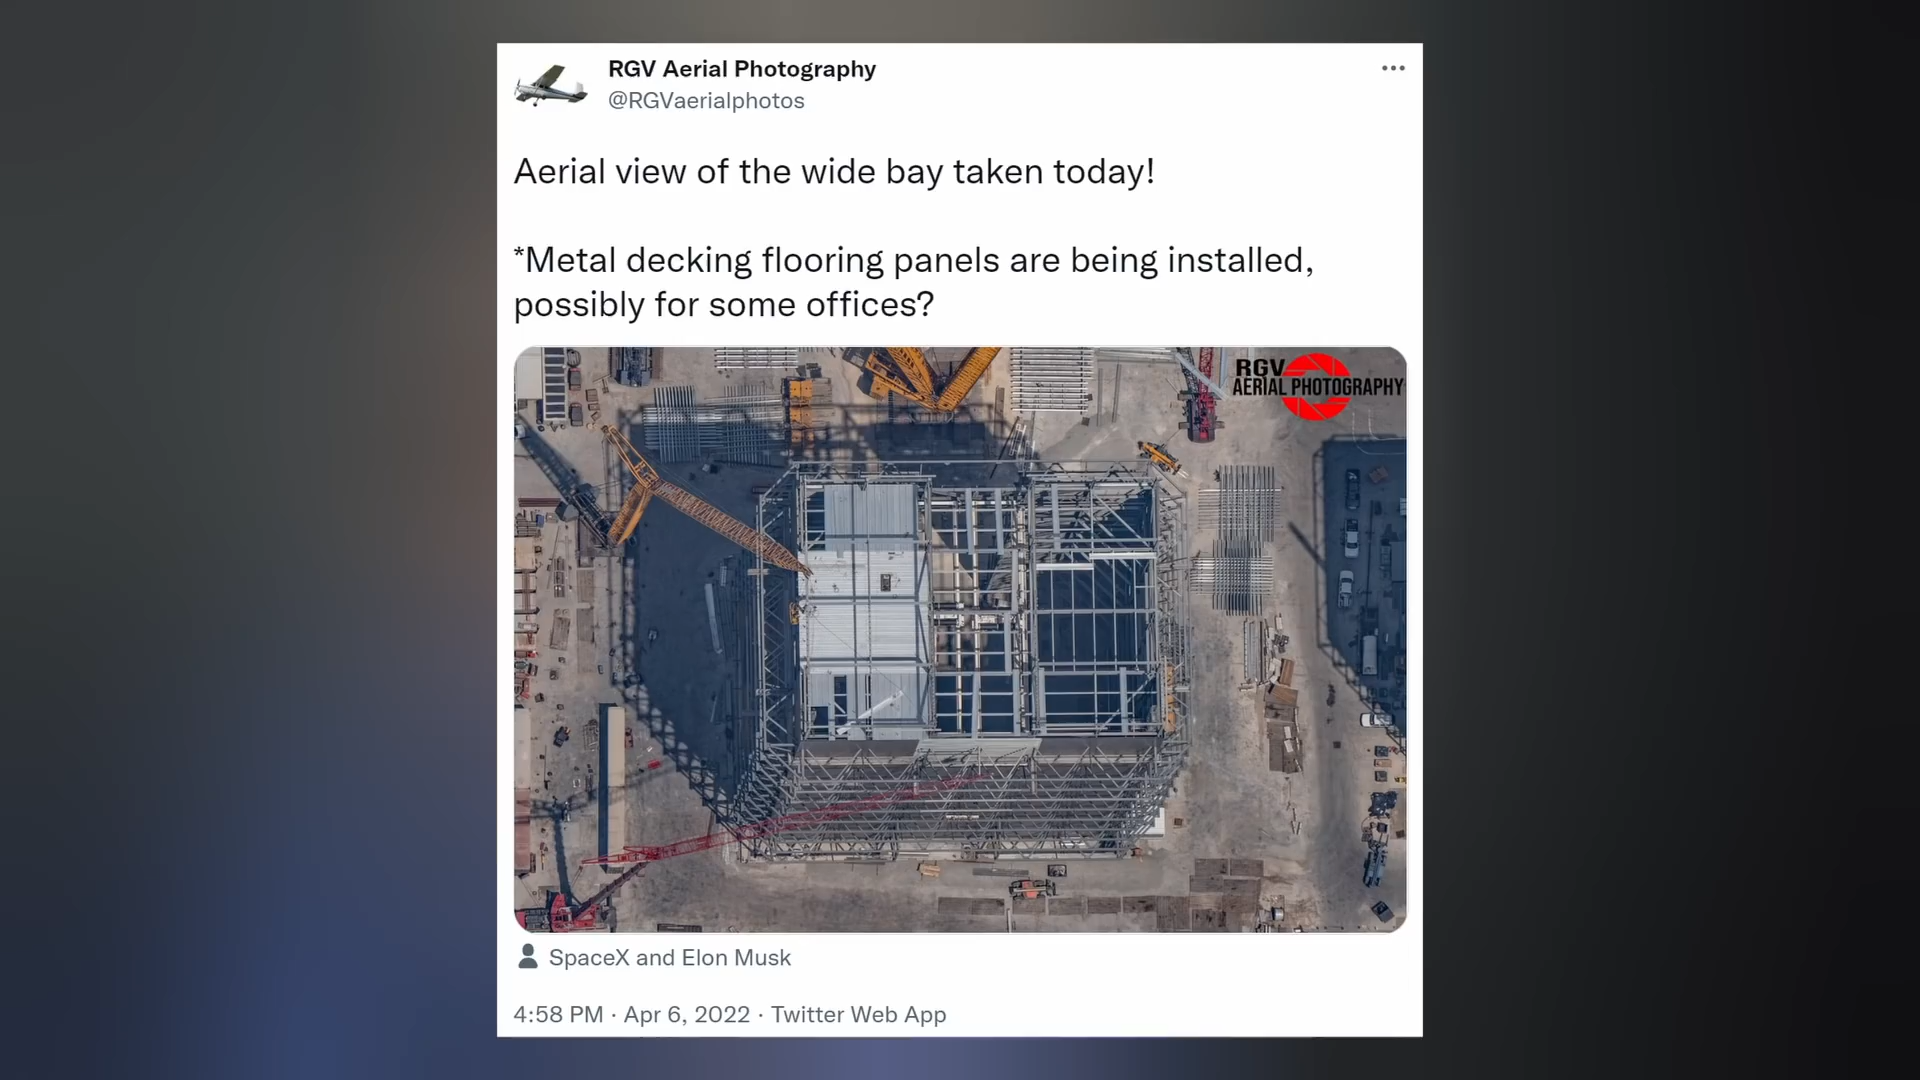 RGV Aerial Photography
@RGVaerialphotos
Aerial view of the wide bay taken today!
*Metal decking flooring panels are being installed,
possibly for some offices?
RGV
AERIAL PHOTOGRAPHY
SpaceX and Elon Musk
4:58 PM · Apr 6, 2022 · Twitter Web App